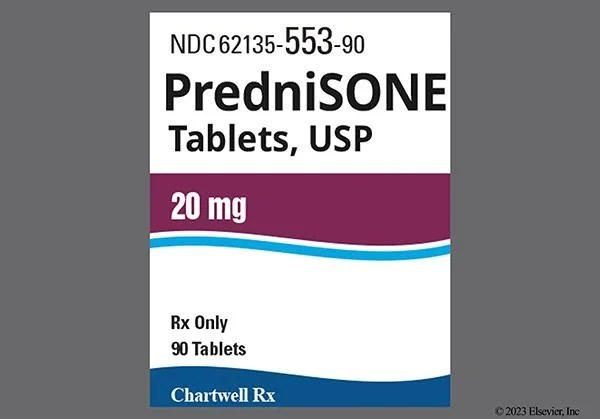 NDC 62135-553-90
PredniSONE
Tablets, USP
20 mg
Rx Only
90 Tablets
Chartwell Rx
© 2023 Elsevier, Inc